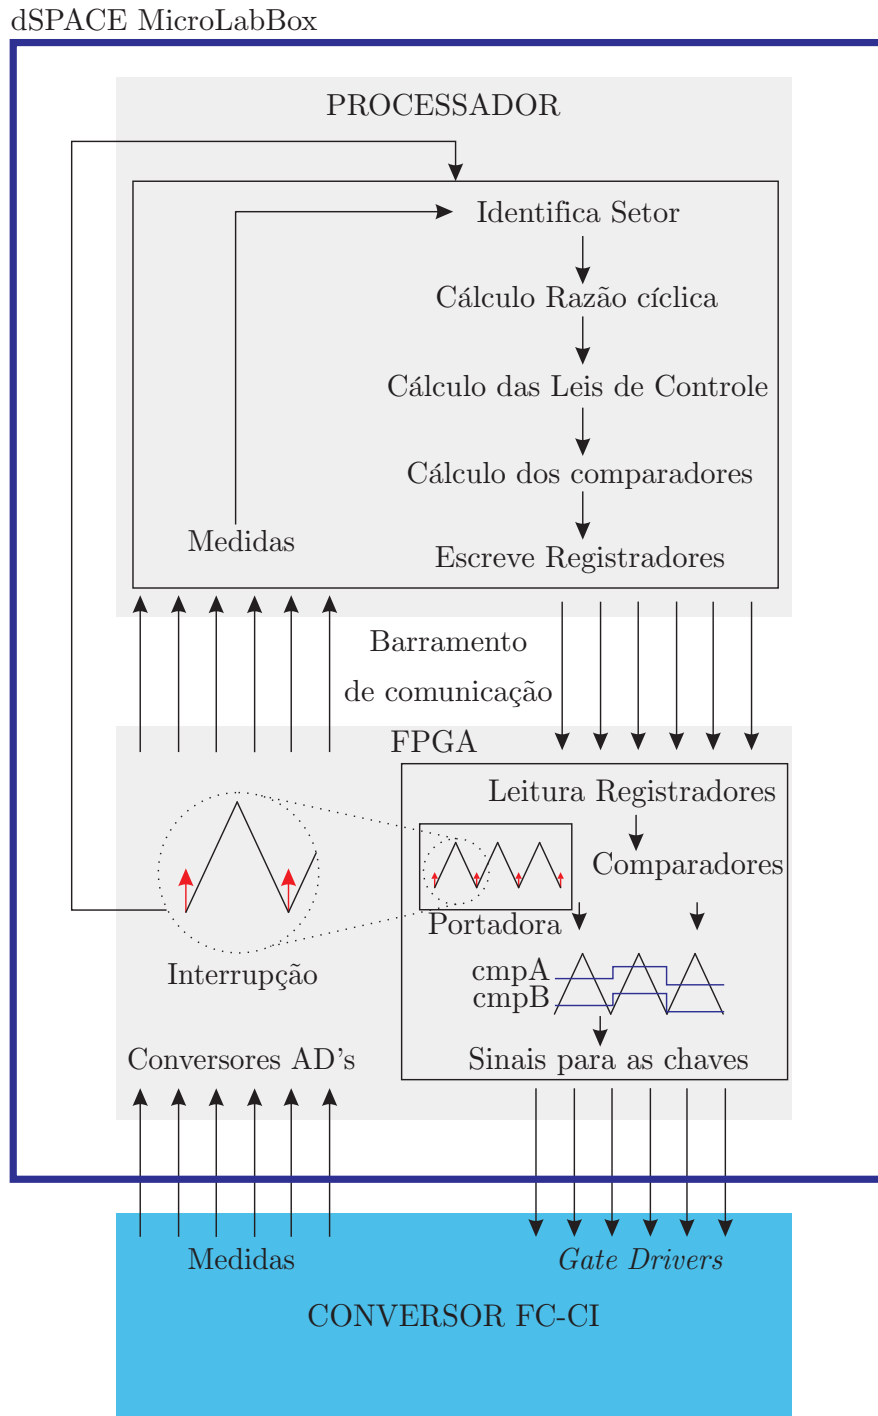 dSPACE MicroLabBox
PROCESSADOR
Identifica Setor
Cálculo Razão cíclica
Cálculo das Leis de Controle
Cálculo dos comparadores
Medidas
Escreve Registradores
Barramento
de comunicação
FPGA
Leitura Registradores
Comparadores
Portadora
Interrupção
cmpA
cmpB
Conversores AD's
Sinais para as chaves
Medidas
Gate Drivers
CONVERSOR FC-CI